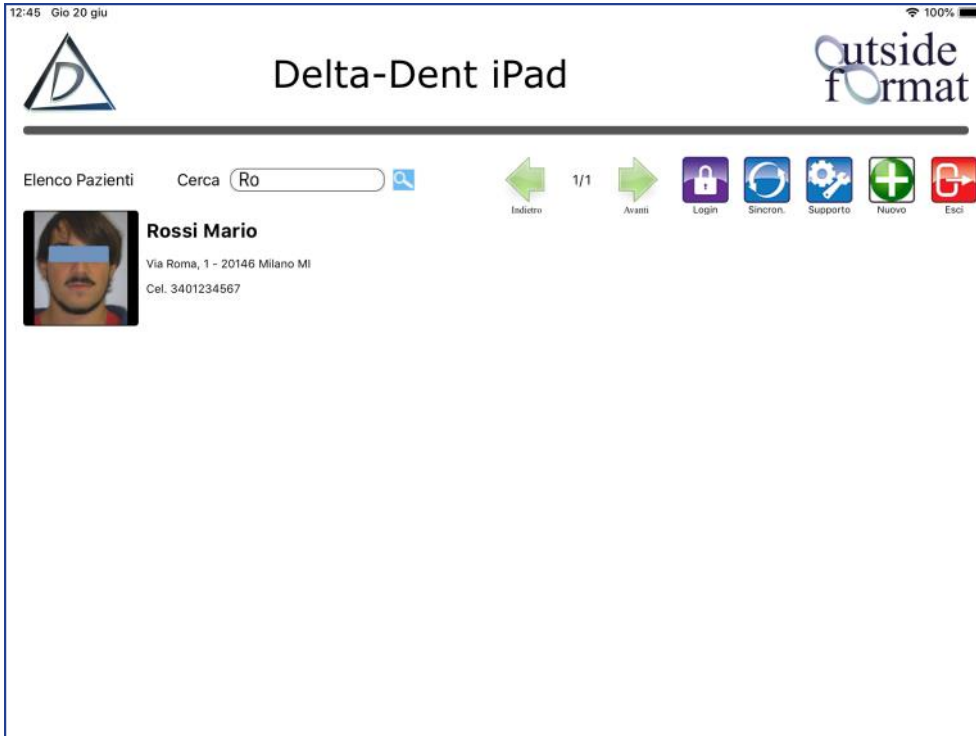 12:45 Gio 20 giu 100%
D
Delta-Dent iPad
Outside
format
Elenco Pazienti Cerca Ro 1/1
Indietro Avanti Login Sincron. Supporto Nuovo Esci
Rossi Mario
Via Roma, 1 - 20146 Milano MI
Cel. 3401234567